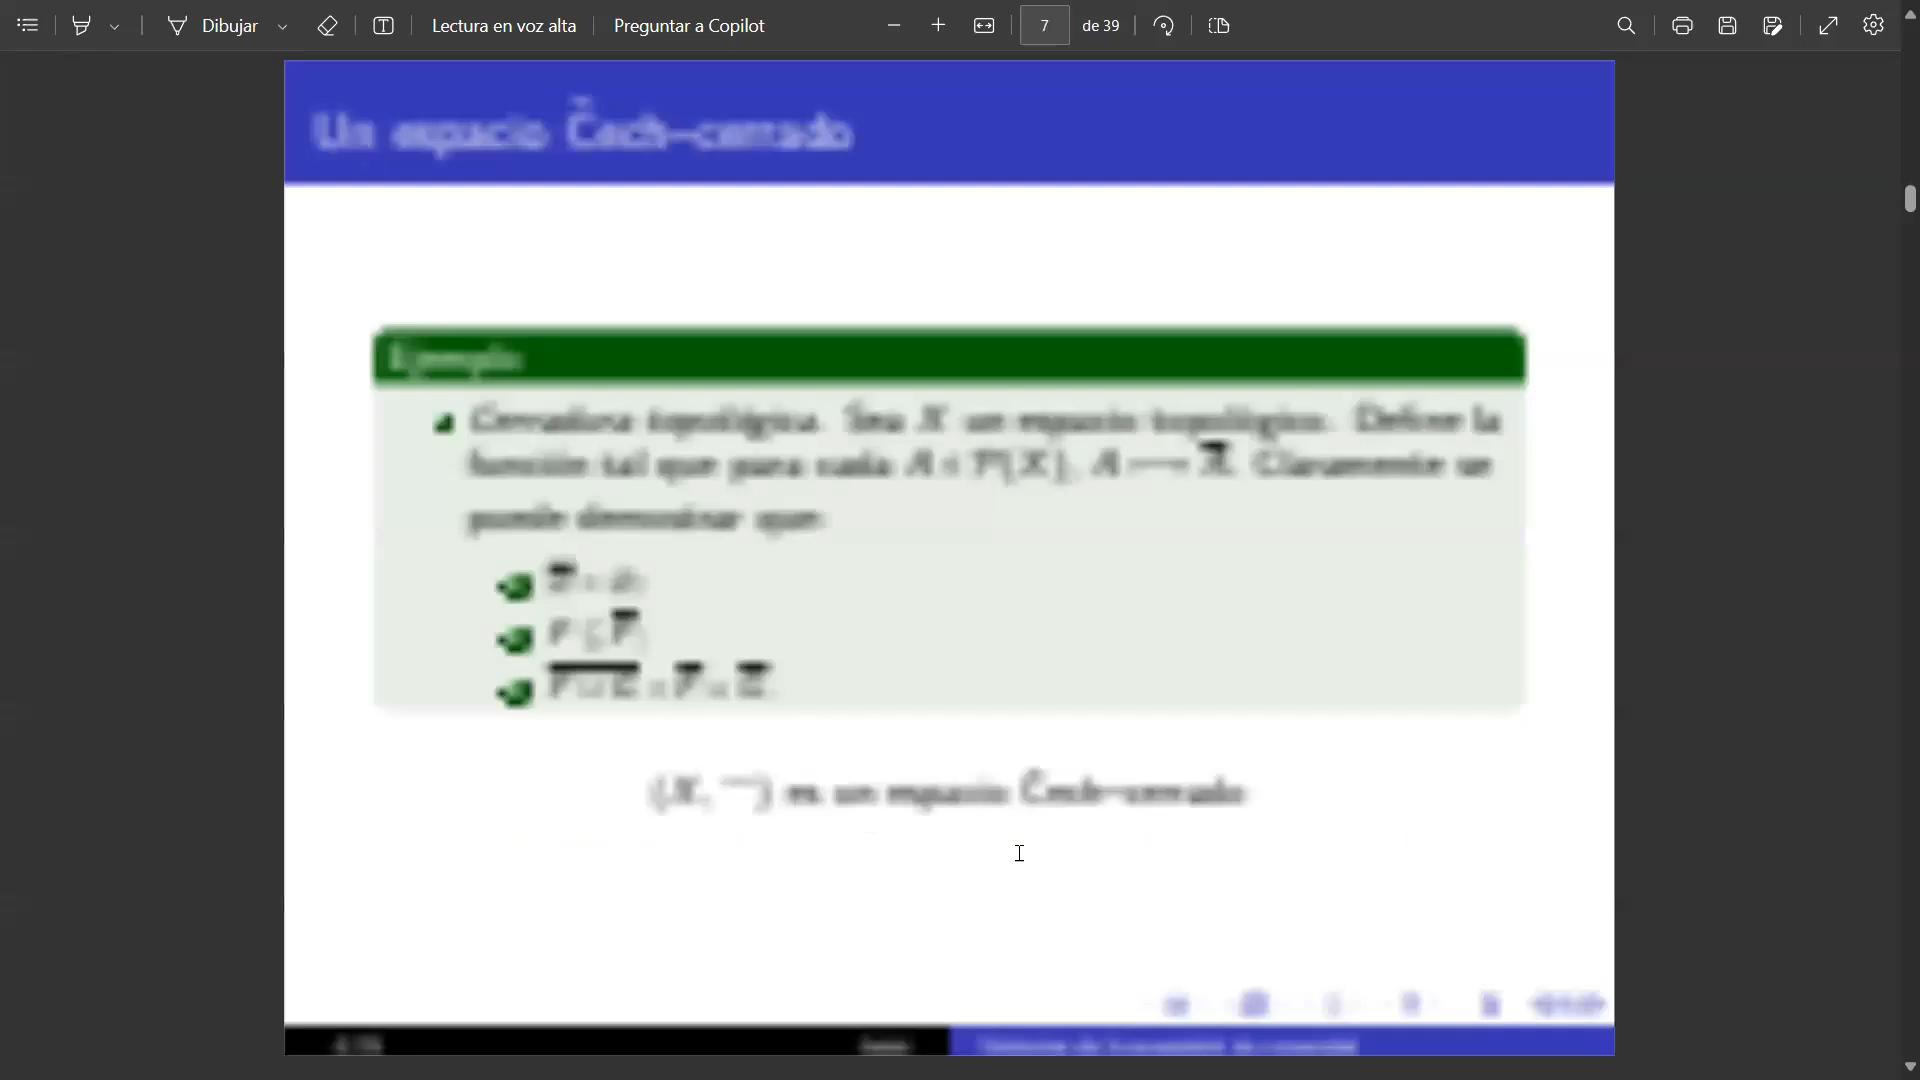 Dibujar
Lectura en voz alta
Preguntar a Copilot
7
de 39
Un espacio Čech–cerrado
Ejemplo
Cerradura topológica. Sea X un espacio topológico. Define la
función tal que para cada A ∈ P(X), A ⟼ A̅. Claramente se
puede demostrar que:
(X, ‾) es un espacio Čech–cerrado